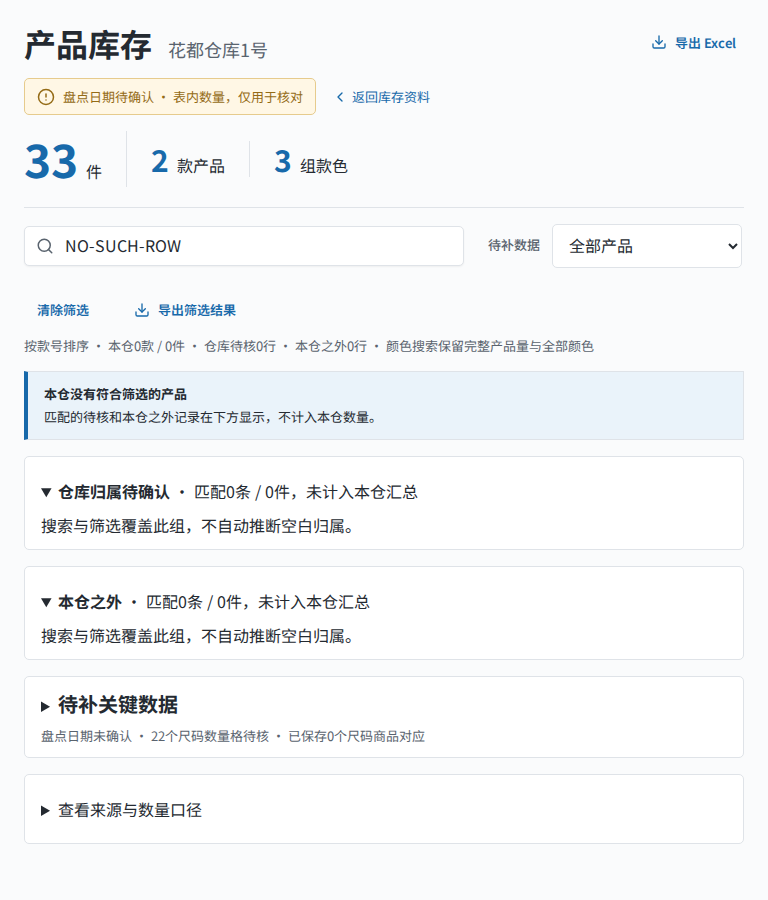 产品库存 花都仓库1号 导出 Excel
盘点日期待确认 · 表内数量，仅用于核对 返回库存资料
33 件 2 款产品 3 组款色
NO-SUCH-ROW 待补数据 全部产品
清除筛选 导出筛选结果
按款号排序 · 本仓0款 / 0件 · 仓库待核0行 · 本仓之外0行 · 颜色搜索保留完整产品量与全部颜色
本仓没有符合筛选的产品
匹配的待核和本仓之外记录在下方显示，不计入本仓数量。
▼ 仓库归属待确认 · 匹配0条 / 0件，未计入本仓汇总
搜索与筛选覆盖此组，不自动推断空白归属。
▼ 本仓之外 · 匹配0条 / 0件，未计入本仓汇总
搜索与筛选覆盖此组，不自动推断空白归属。
▶ 待补关键数据
盘点日期未确认 · 22个尺码数量格待核 · 已保存0个尺码商品对应
▶ 查看来源与数量口径